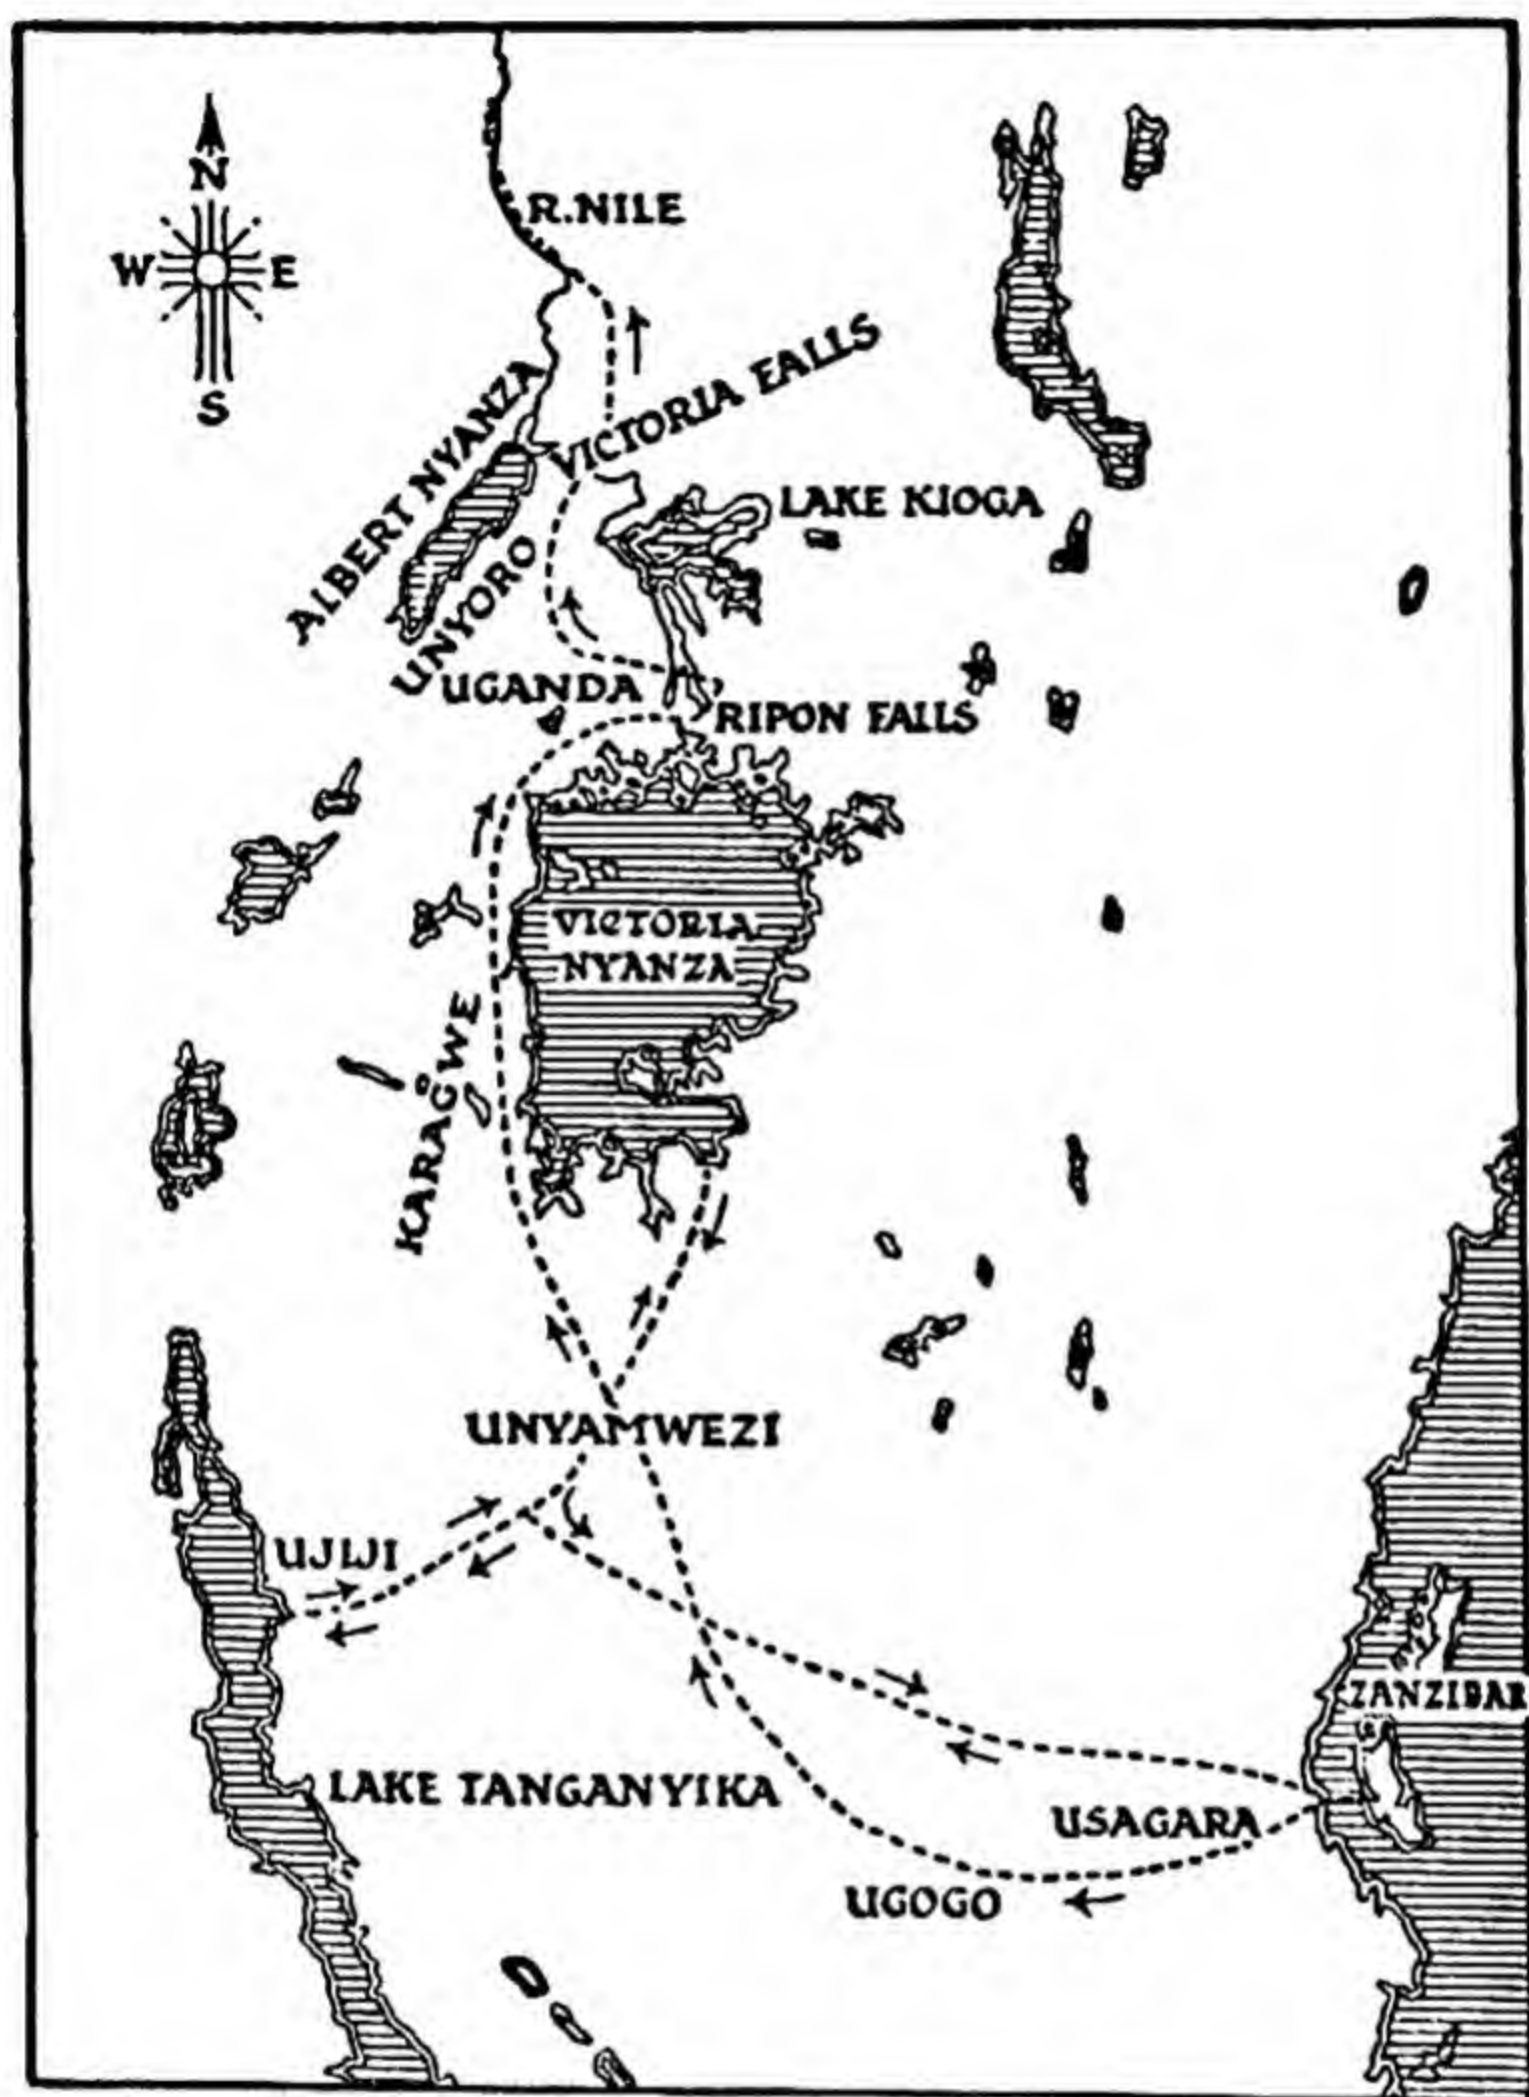 N
W E
S
R.NILE
VICTORIA FALLS
ALBERT NYANZA
LAKE KIOGA
UNYORO
UGANDA
RIPON FALLS
VICTORIA
NYANZA
KARAGWE
UNYAMWEZI
UJIJI
ZANZIBAR
LAKE TANGANYIKA
USAGARA
UGOGO